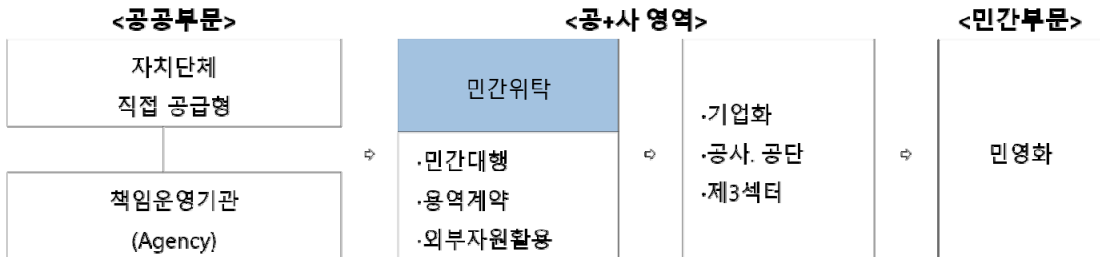 <공공부문>
<공+사 영역>
<민간부문>
자치단체
직접 공급형
책임운영기관
(Agency)
⇨
민간위탁
·민간대행
·용역계약
·외부자원활용
⇨
·기업화
·공사. 공단
·제3섹터
⇨
민영화